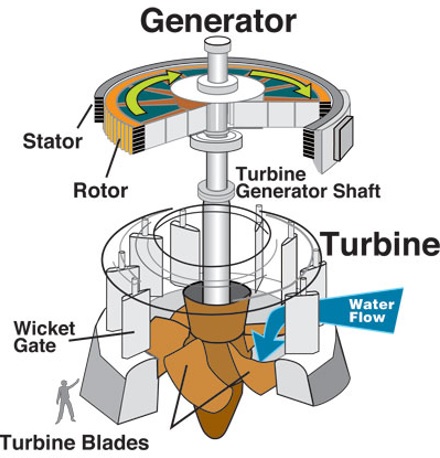 Generator
Stator
Rotor
Turbine
Generator Shaft
Turbine
Water
Flow
Wicket
Gate
Turbine Blades